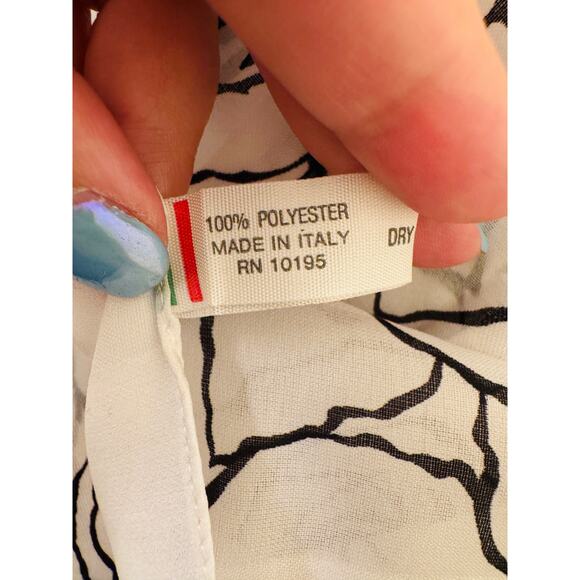 100% POLYESTER
MADE IN ITALY
RN 10195
DRY